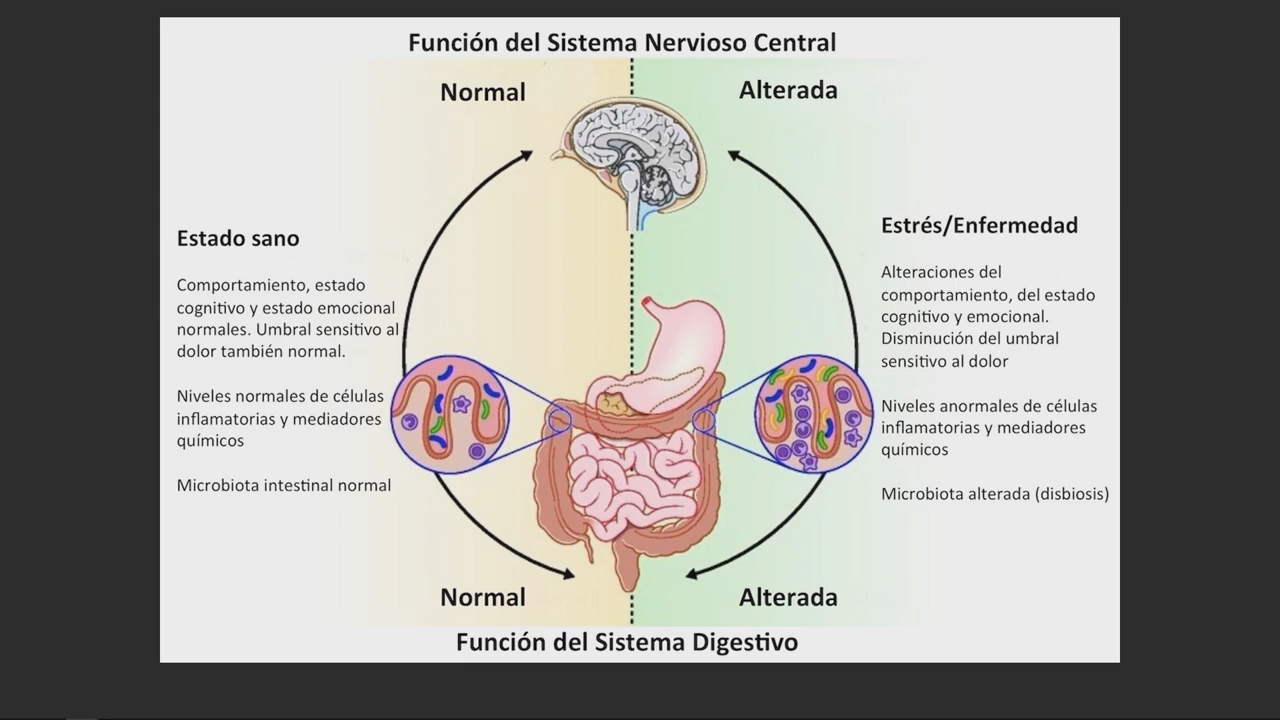 Función del Sistema Nervioso Central
Normal
Alterada
Estado sano
Comportamiento, estado
cognitivo y estado emocional
normales. Umbral sensitivo al
dolor también normal.
Niveles normales de células
inflamatorias y mediadores
químicos
Microbiota intestinal normal
Estrés/Enfermedad
Alteraciones del
comportamiento, del estado
cognitivo y emocional.
Disminución del umbral
sensitivo al dolor
Niveles anormales de células
inflamatorias y mediadores
químicos
Microbiota alterada (disbiosis)
Normal
Alterada
Función del Sistema Digestivo